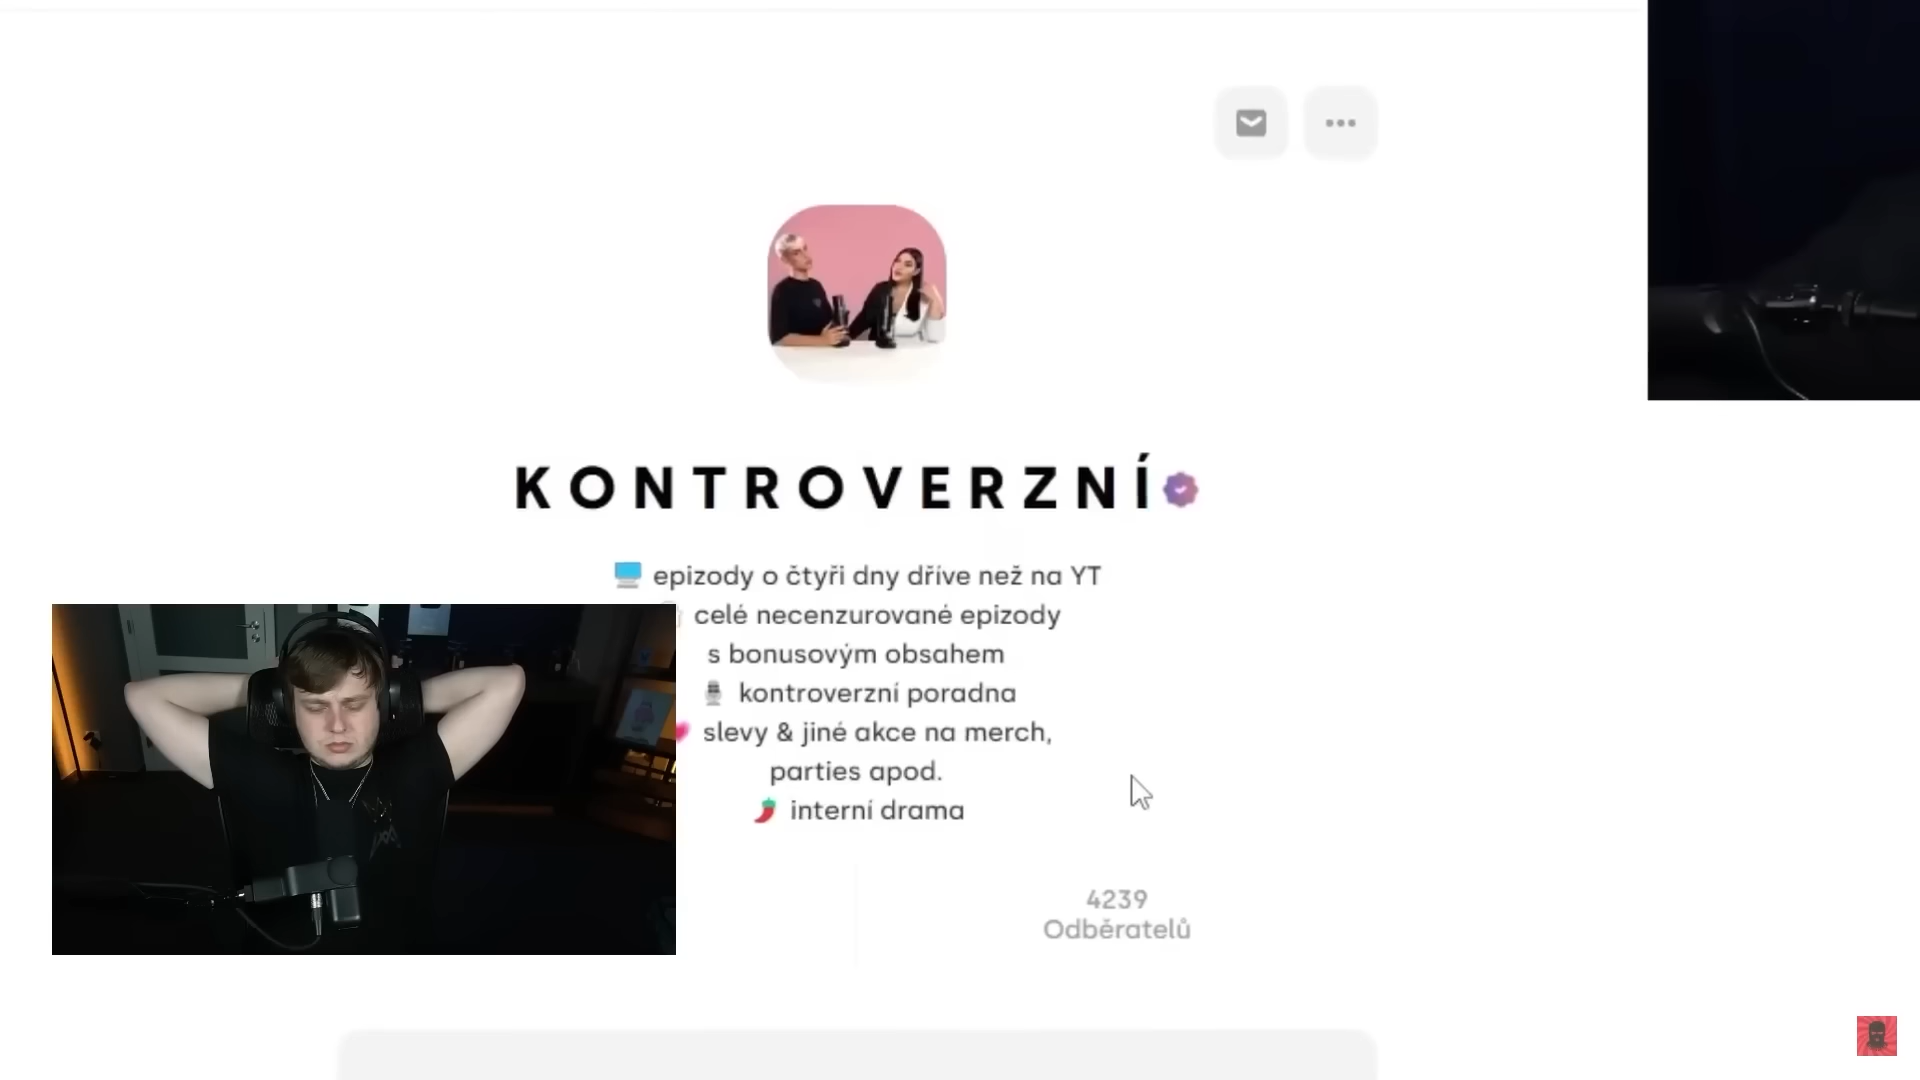 KONTROVERZNÍ
epizody o čtyři dny dříve než na YT
celé necenzurované epizody
s bonusovým obsahem
kontroverzní poradna
slevy & jiné akce na merch,
parties apod.
interní drama
4239
Odběratelů